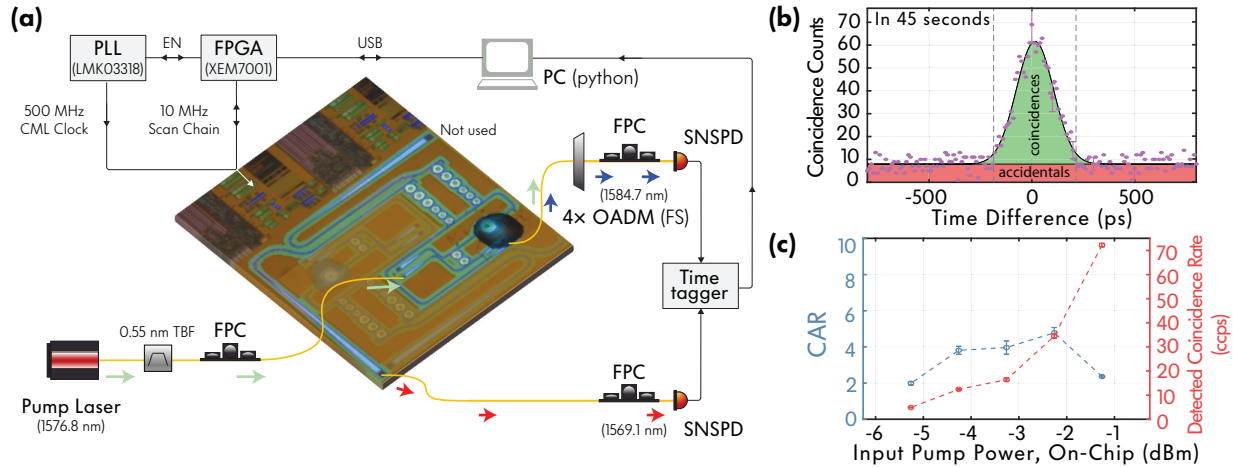 (a)
PLL
(LMK03318)
EN
FPGA
(XEM7001)
USB
PC (python)
500 MHz
CML Clock
10 MHz
Scan Chain
Not used
FPC
SNSPD
(1584.7 nm)
4× OADM (FS)
Time
tagger
0.55 nm TBF
FPC
Pump Laser
(1576.8 nm)
FPC
(1569.1 nm)
SNSPD
(b)
In 45 seconds
Coincidence Counts
70
60
50
40
30
20
10
0
coincidences
accidentals
-500
0
500
Time Difference (ps)
(c)
CAR
10
8
6
4
2
0
70
60
50
40
30
20
10
0
Detected Coincidence Rate
(ccps)
-6
-5
-4
-3
-2
-1
Input Pump Power, On-Chip (dBm)